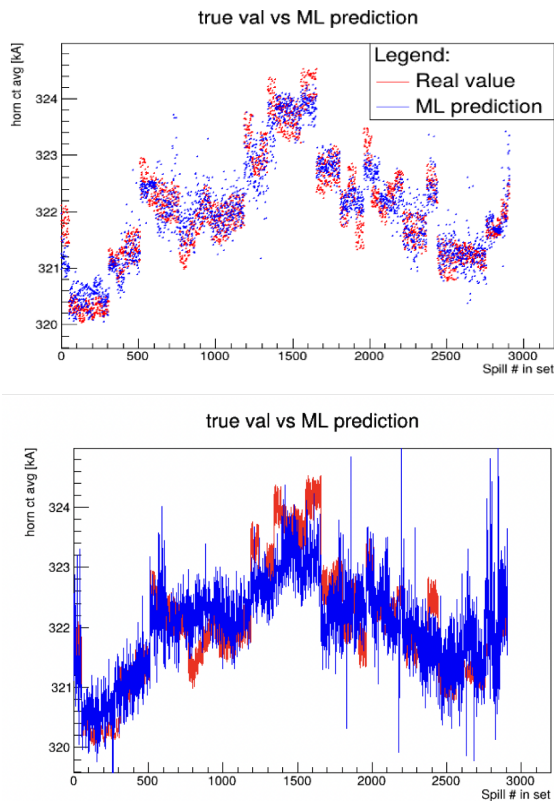 true val vs ML prediction
horn ct avg [kA]
Legend:
Real value
ML prediction
324
323
322
321
320
0 500 1000 1500 2000 2500 3000
Spill # in set
true val vs ML prediction
horn ct avg [kA]
324
323
322
321
320
0 500 1000 1500 2000 2500 3000
Spill # in set